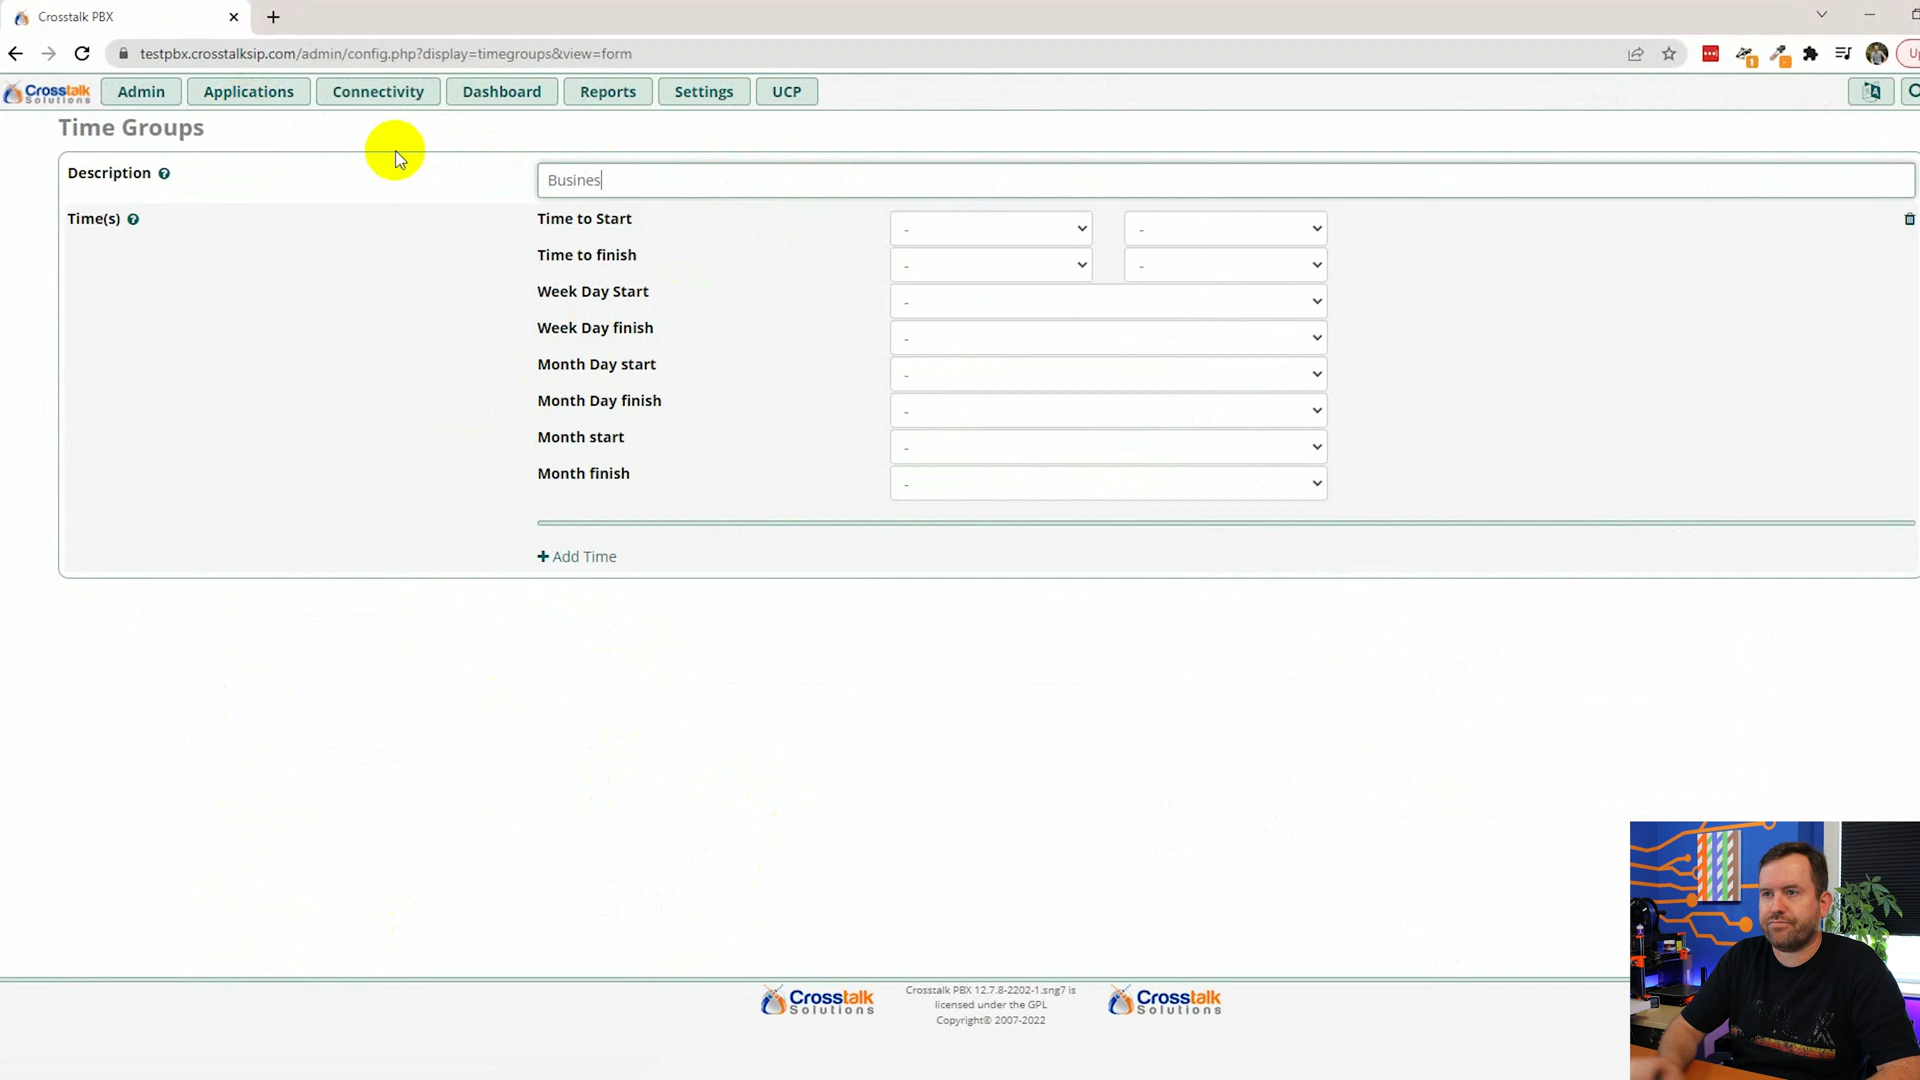 Crosstalk PBX
testpbx.crosstalksip.com/admin/config.php?display=timegroups&view=form
Crosstalk Solutions
Admin
Applications
Connectivity
Dashboard
Reports
Settings
UCP
Time Groups
Description
Busines
Time(s)
Time to Start
-
-
Time to finish
-
-
Week Day Start
-
Week Day finish
-
Month Day start
-
Month Day finish
-
Month start
-
Month finish
-
Add Time
Crosstalk
Solutions
Crosstalk PBX 12.7.8-2202-1.sng7 is
licensed under the GPL
Copyright© 2007-2022
Crosstalk
Solutions